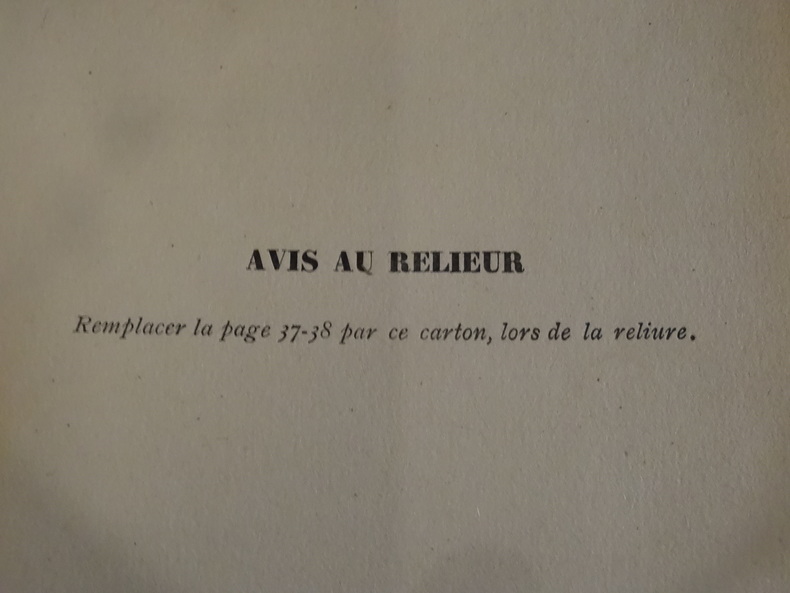 AVIS AU RELIEUR
Remplacer la page 37-38 par ce carton, lors de la reliure.